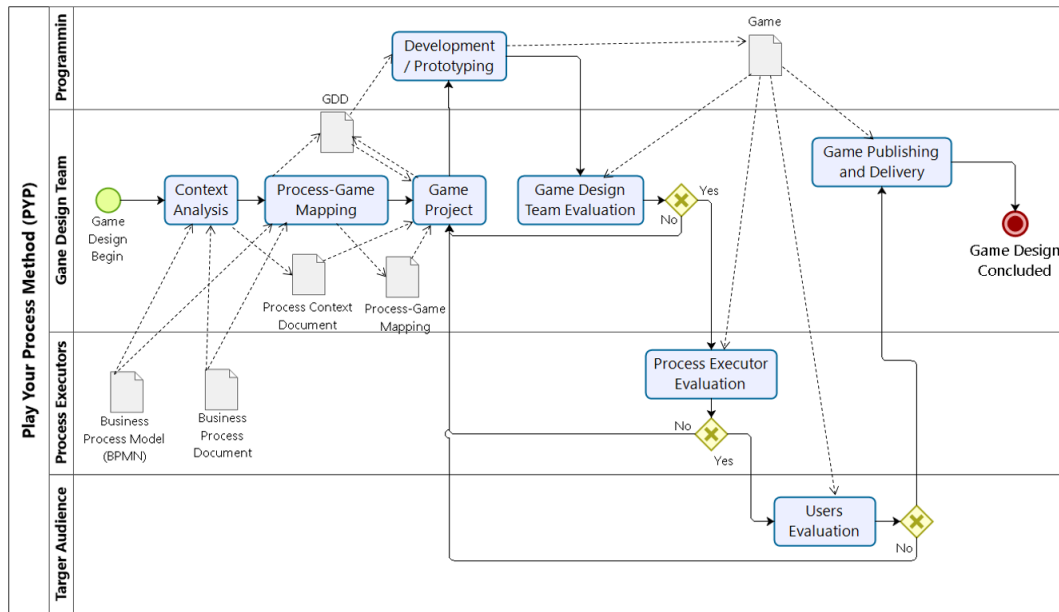 Play Your Process Method (PYP)
Programmin
Development
/ Prototyping
Game
Game Design Team
GDD
Game
Design
Begin
Context
Analysis
Process-Game
Mapping
Game
Project
Game Design
Team Evaluation
Yes
No
Game Publishing
and Delivery
Game Design
Concluded
Process Context
Document
Process-Game
Mapping
Process Executors
Business
Process Model
(BPMN)
Business
Process
Document
Process Executor
Evaluation
No
Yes
Targer Audience
Users
Evaluation
No